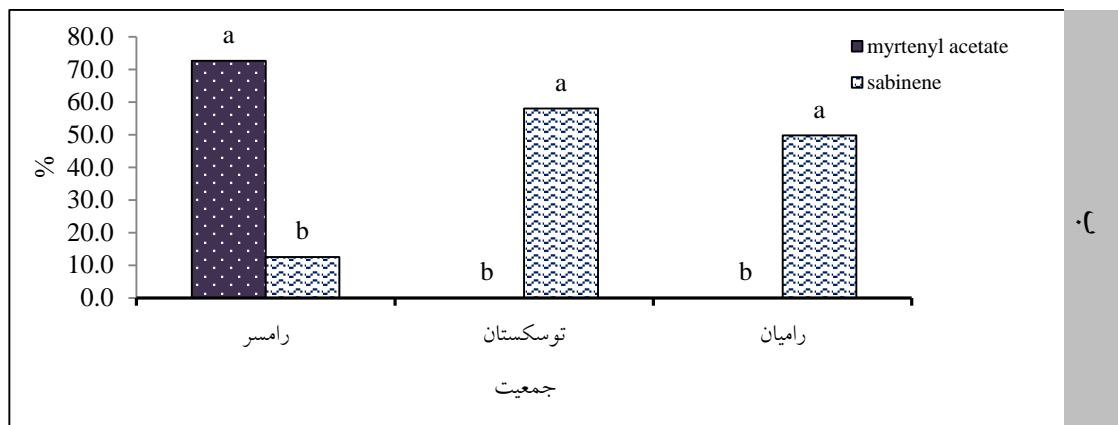 80.0
70.0
60.0
50.0
40.0
30.0
20.0
10.0
0.0
%
a
b
b
a
b
a
myrtenyl acetate
sabinene
رامسر
توسکستان
رامیان
جمعیت